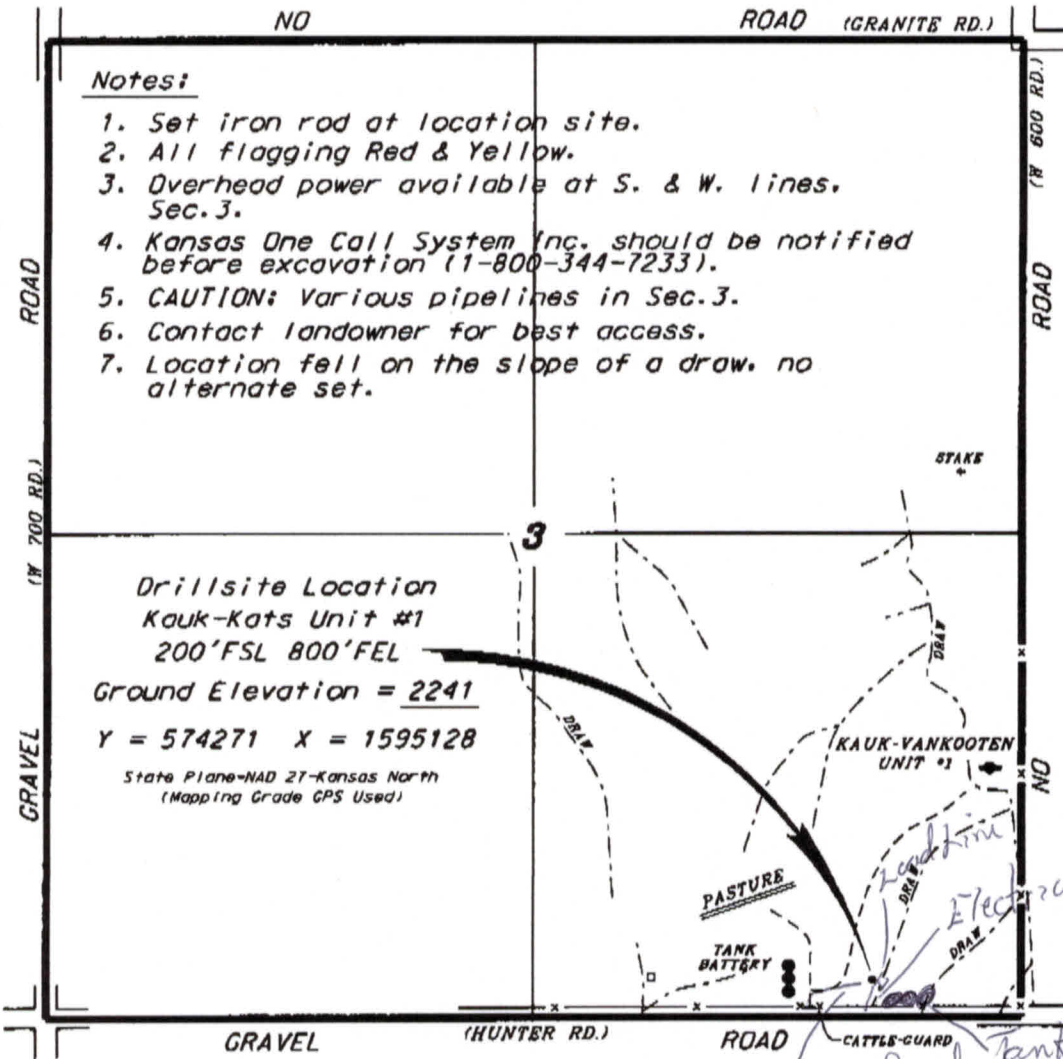 NO ROAD (GRANITE RD.)
Notes:
1. Set iron rod at location site.
2. All flagging Red & Yellow.
3. Overhead power available at S. & W. lines.
Sec. 3.
4. Kansas One Call System Inc. should be notified
before excavation (1-800-344-7233).
5. CAUTION: Various pipelines in Sec. 3.
6. Contact landowner for best access.
7. Location fell on the slope of a draw. no
alternate set.
(W 600 RD.)
ROAD
NO
ROAD
(W 700 RD.)
GRAVEL
STAKE
3
Drillsite Location
Kauk-Kats Unit #1
200'FSL 800'FEL
Ground Elevation = 2241
Y = 574271 X = 1595128
State Plane-NAD 27-Kansas North
(Mapping Grade GPS Used)
DRAW
DRAW
KAUK-VANKOOTEN
UNIT #1
Lead Line
DRAW
PASTURE
DRAW
TANK
BATTERY
GRAVEL (HUNTER RD.) ROAD
CATTLE-GUARD